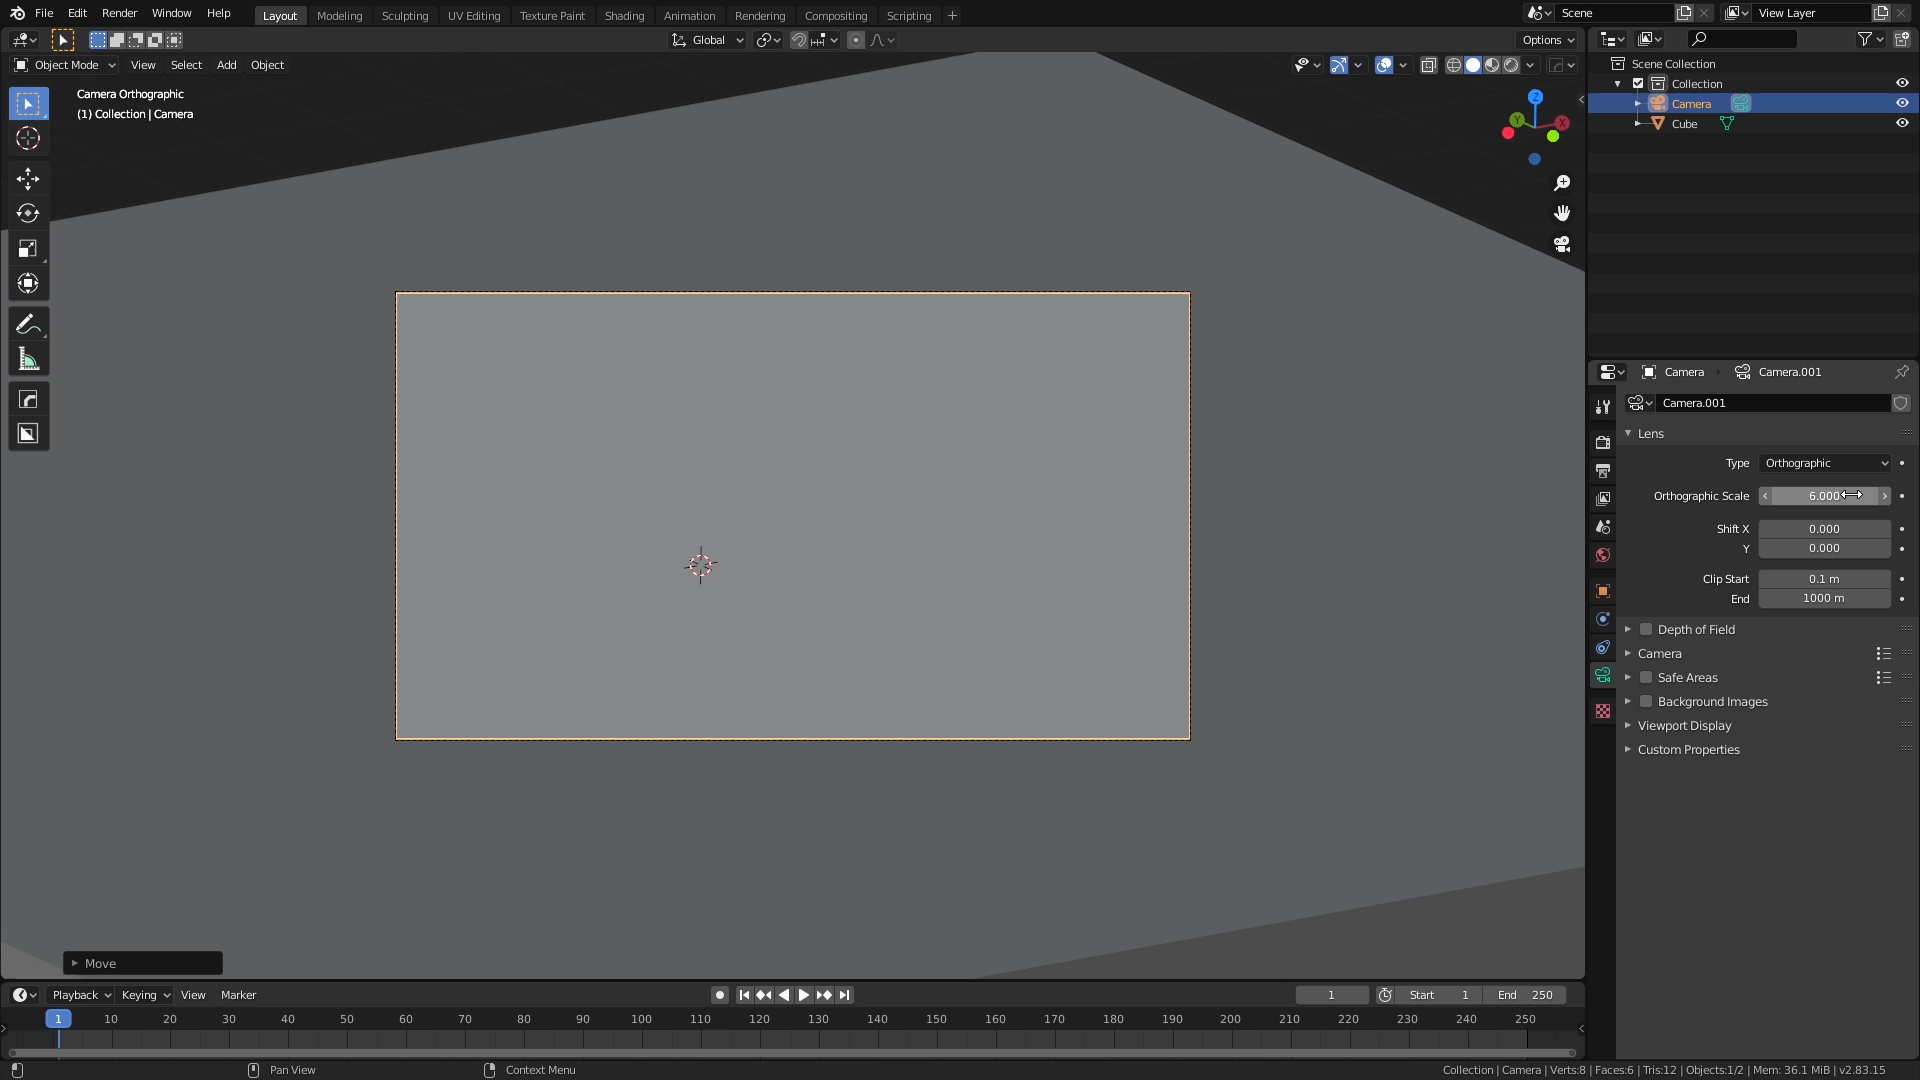 File Edit Render Window Help Layout Modeling Sculpting UV Editing Texture Paint Shading Animation Rendering Compositing Scripting + Scene View Layer
Global Options
Object Mode View Select Add Object
Camera Orthographic
(1) Collection | Camera
Z
Y
X
Scene Collection
Collection
Camera
Cube
Camera Camera.001
Camera.001
Lens
Type Orthographic
Orthographic Scale 6.000
Shift X 0.000
Y 0.000
Clip Start 0.1 m
End 1000 m
Depth of Field
Camera
Safe Areas
Background Images
Viewport Display
Custom Properties
Move
Playback Keying View Marker 1 Start 1 End 250
1 10 20 30 40 50 60 70 80 90 100 110 120 130 140 150 160 170 180 190 200 210 220 230 240 250
Pan View Context Menu Collection | Camera | Verts:8 | Faces:6 | Tris:12 | Objects:1/2 | Mem: 36.1 MiB | v2.83.15